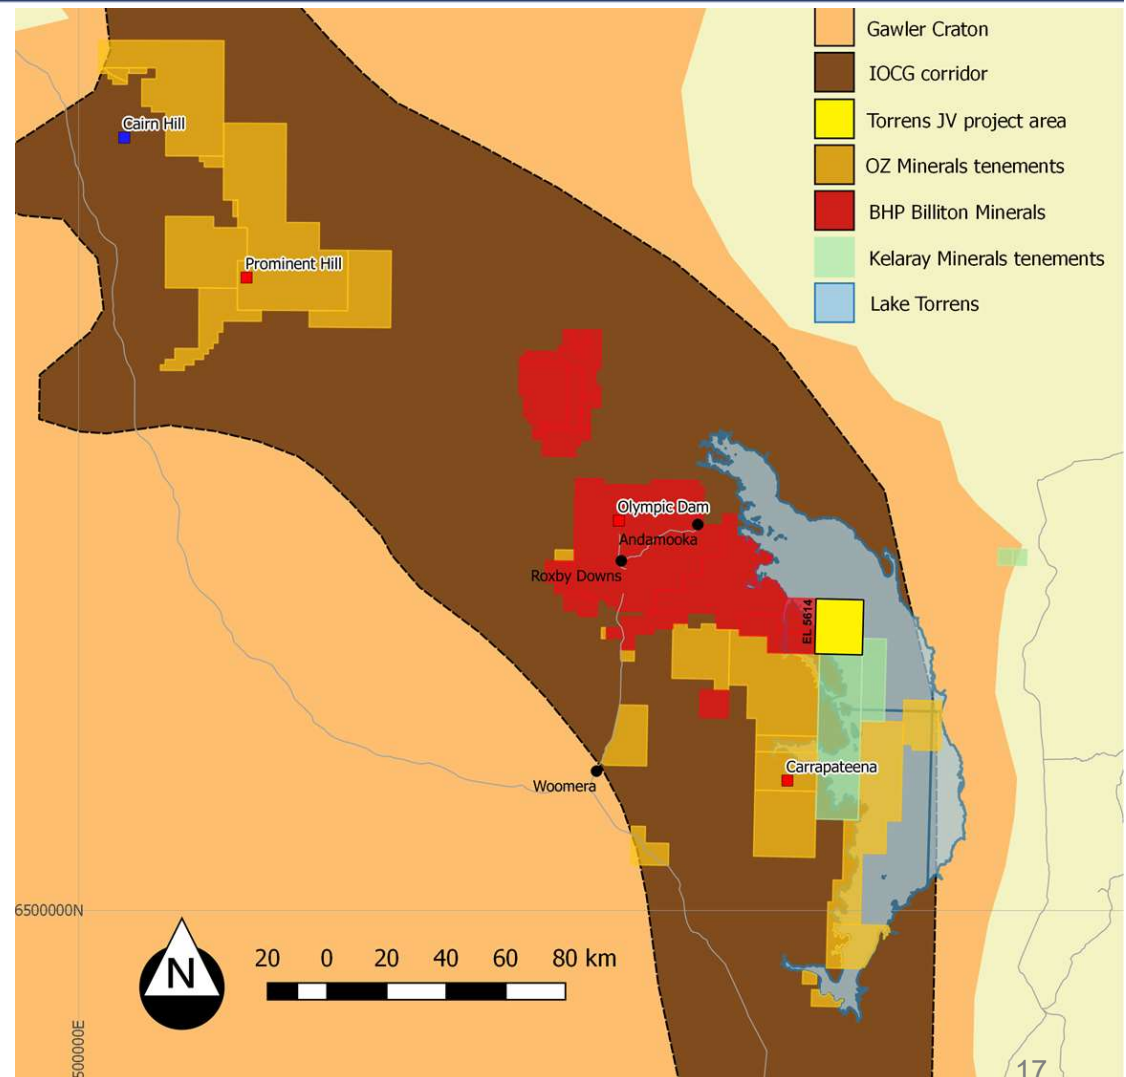 Gawler Craton
IOCG corridor
Torrens JV project area
OZ Minerals tenements
BHP Billiton Minerals
Kelaray Minerals tenements
Lake Torrens
Cairn Hill
Prominent Hill
Olympic Dam
Andamooka
Roxby Downs
EL 5614
Carrapateena
Woomera
6500000N
20 0 20 40 60 80 km
N
500000E
17